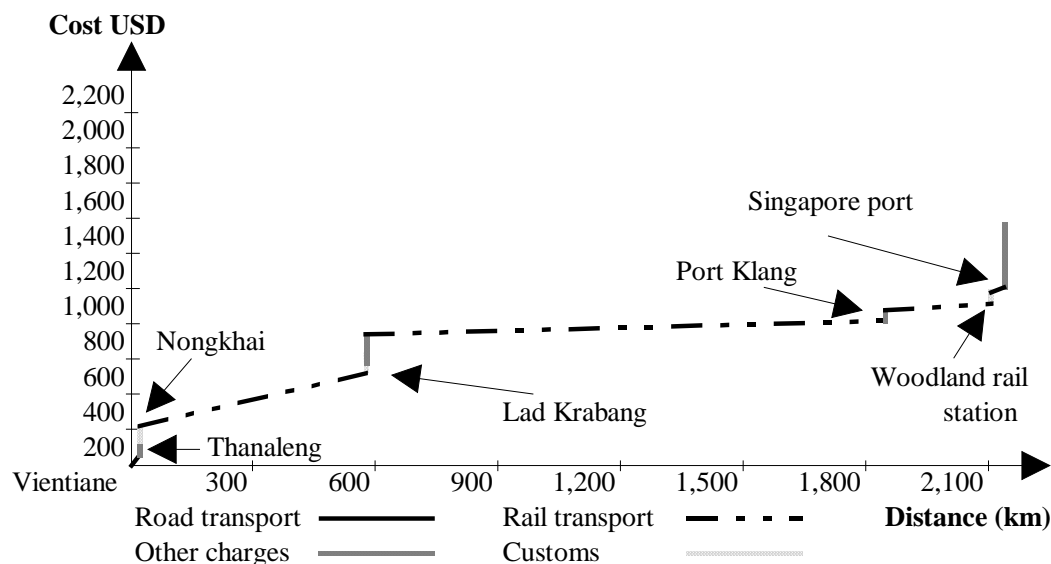 Cost USD
2,200
2,000
1,800
1,600
1,400
1,200
1,000
800
600
400
200
Singapore port
Port Klang
Nongkhai
Woodland rail
station
Lad Krabang
Thanaleng
Vientiane
300
600
900
1,200
1,500
1,800
2,100
Road transport
Rail transport
Distance (km)
Other charges
Customs